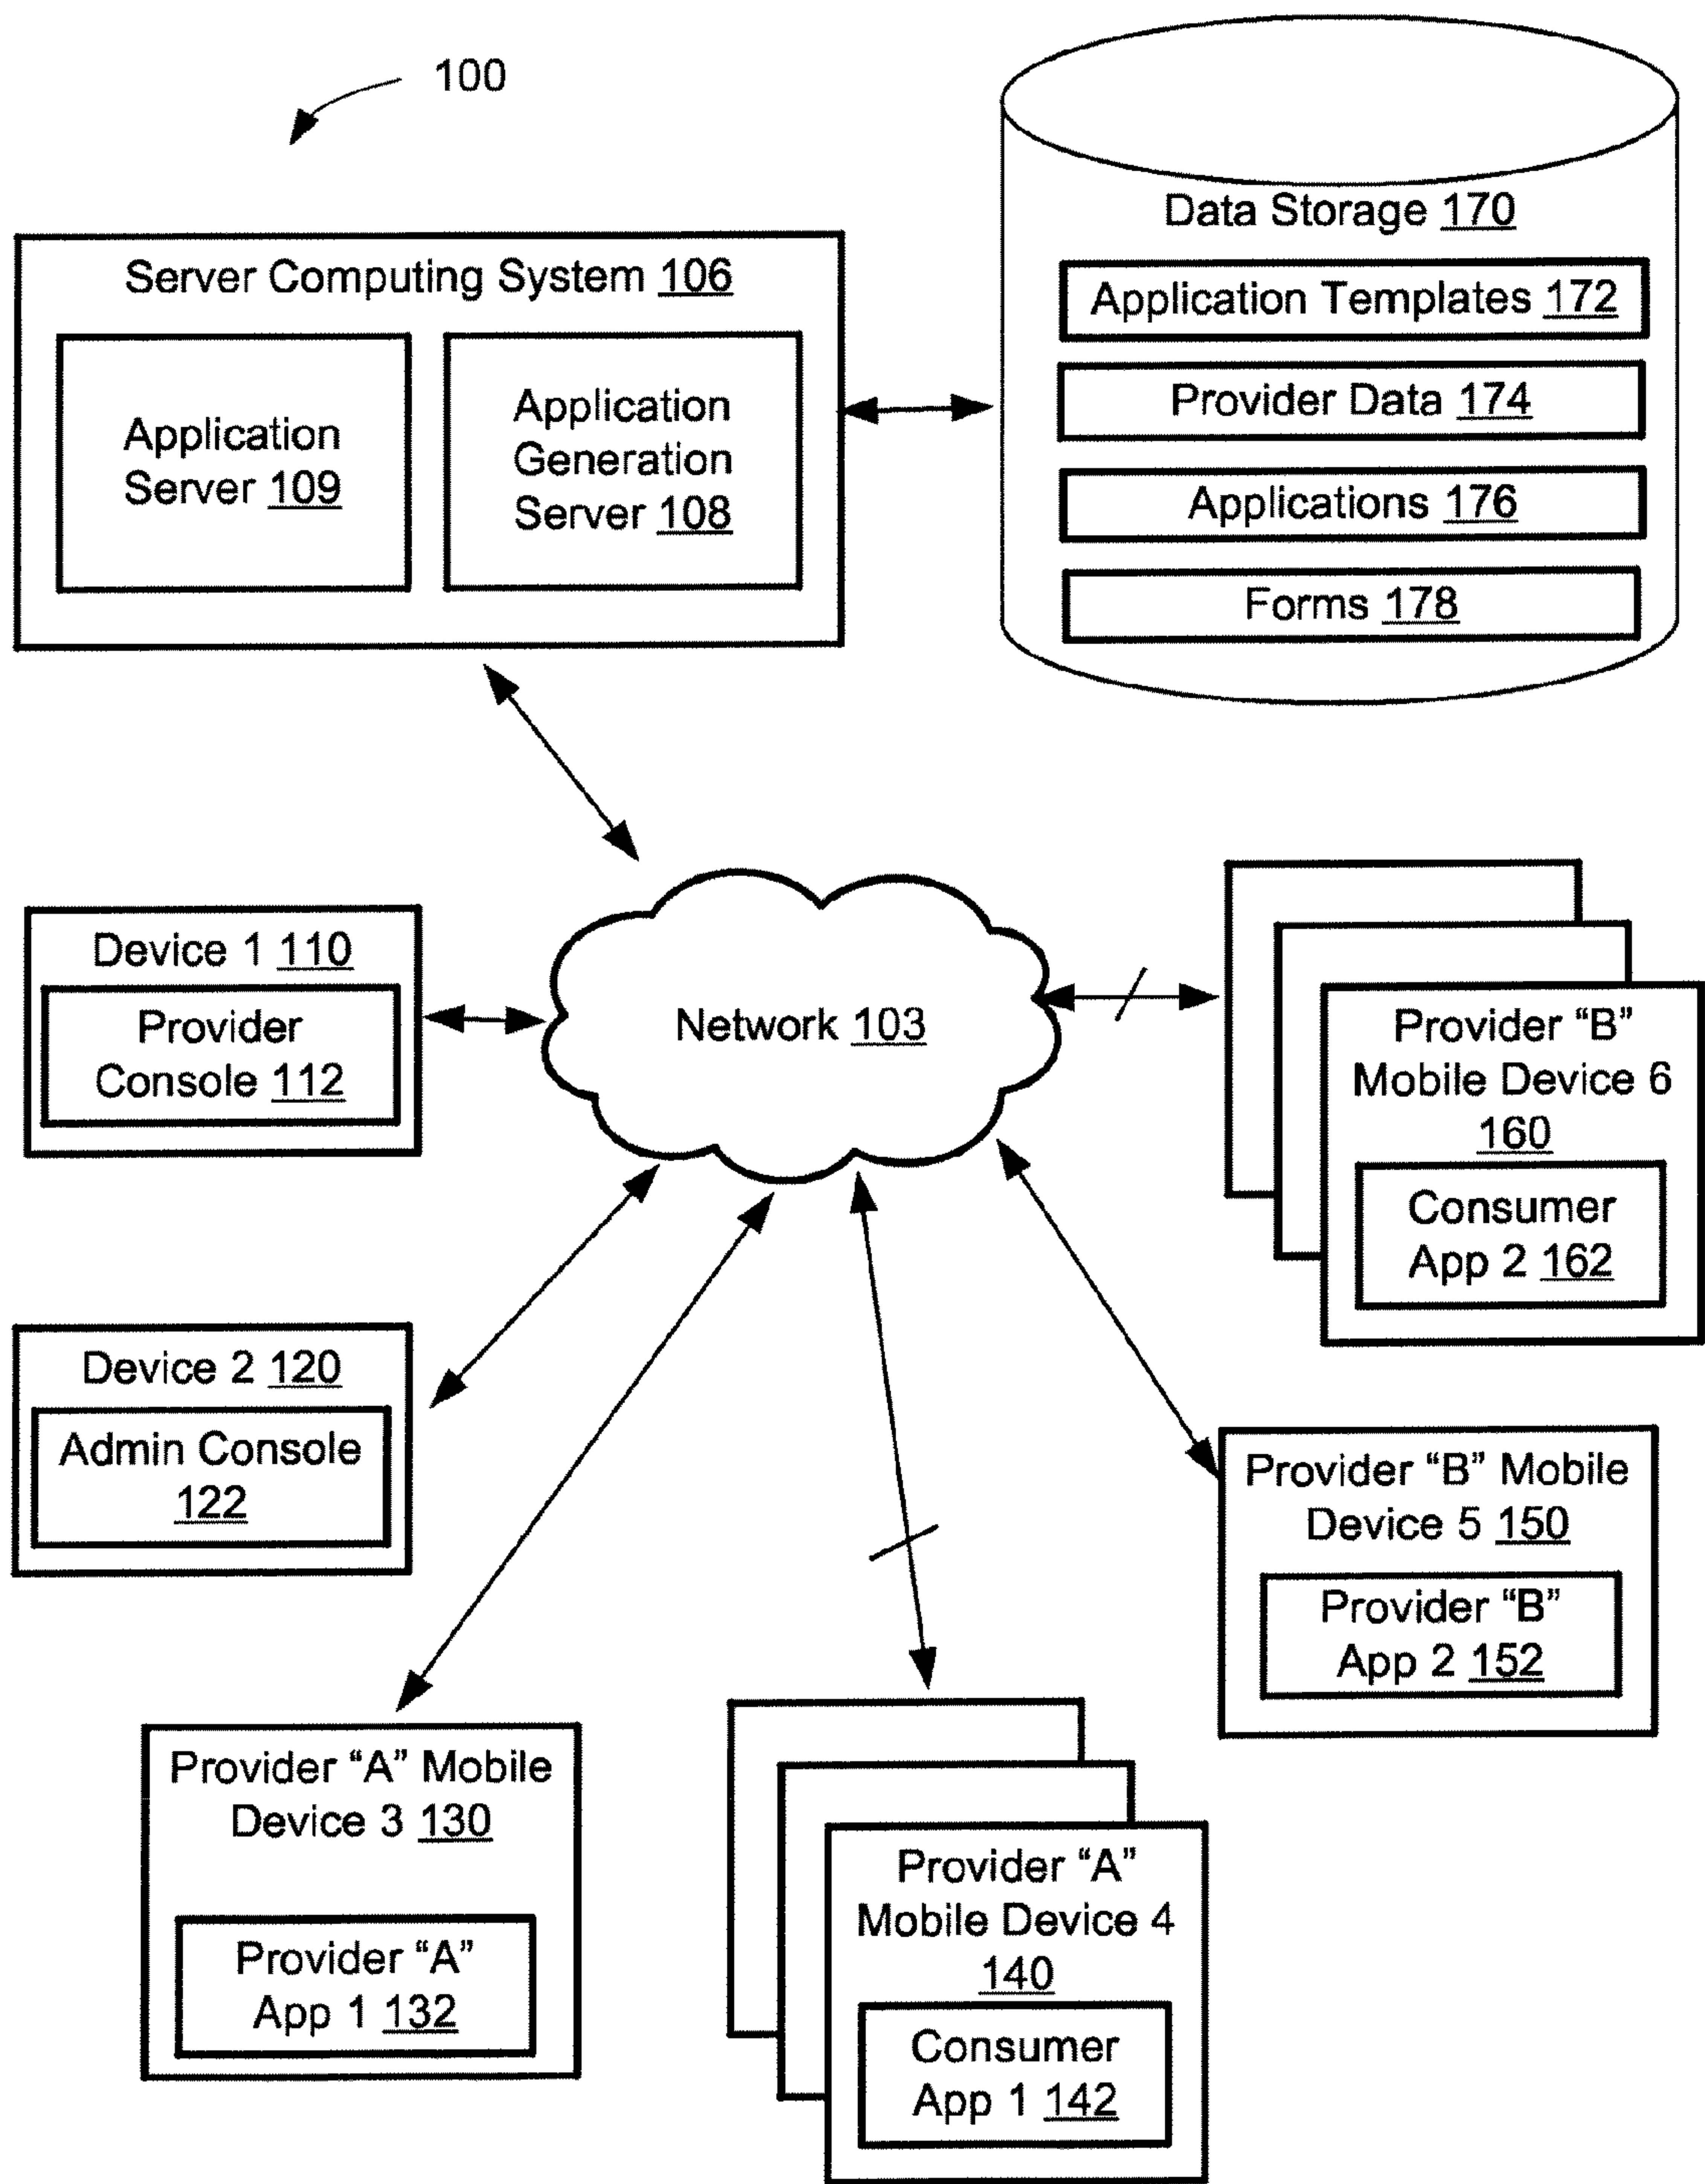 100
Data Storage 170
Application Templates 172
Provider Data 174
Applications 176
Forms 178
Server Computing System 106
Application
Server 109
Application
Generation
Server 108
Device 1 110
Provider
Console 112
Network 103
Provider “B”
Mobile Device 6
160
Consumer
App 2 162
Device 2 120
Admin Console
122
Provider “B” Mobile
Device 5 150
Provider “B”
App 2 152
Provider “A” Mobile
Device 3 130
Provider “A”
App 1 132
Provider “A”
Mobile Device 4
140
Consumer
App 1 142